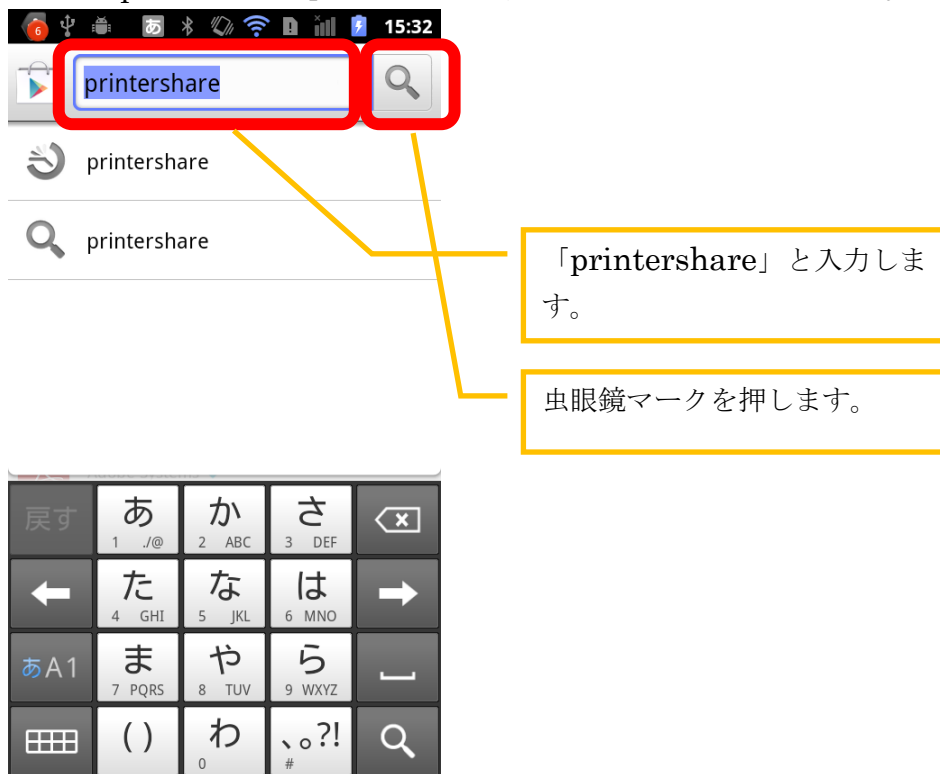 6 あ 15:32
printershare
printershare
printershare
「printershare」と入力しま
す。
虫眼鏡マークを押します。
戻す あ か さ
1 ./@ 2 ABC 3 DEF
た な は
4 GHI 5 JKL 6 MNO
あA1 ま や ら
7 PQRS 8 TUV 9 WXYZ
( ) わ 、。?!
0 #